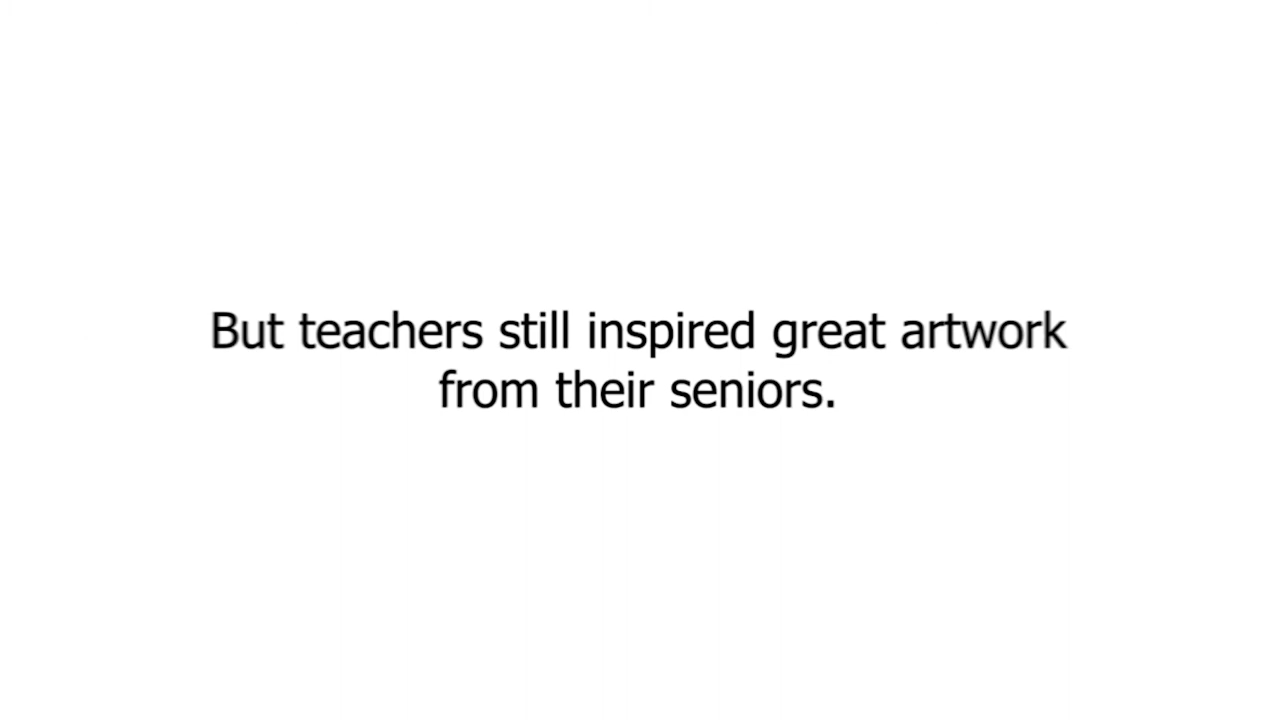 But teachers still inspired great artwork
from their seniors.